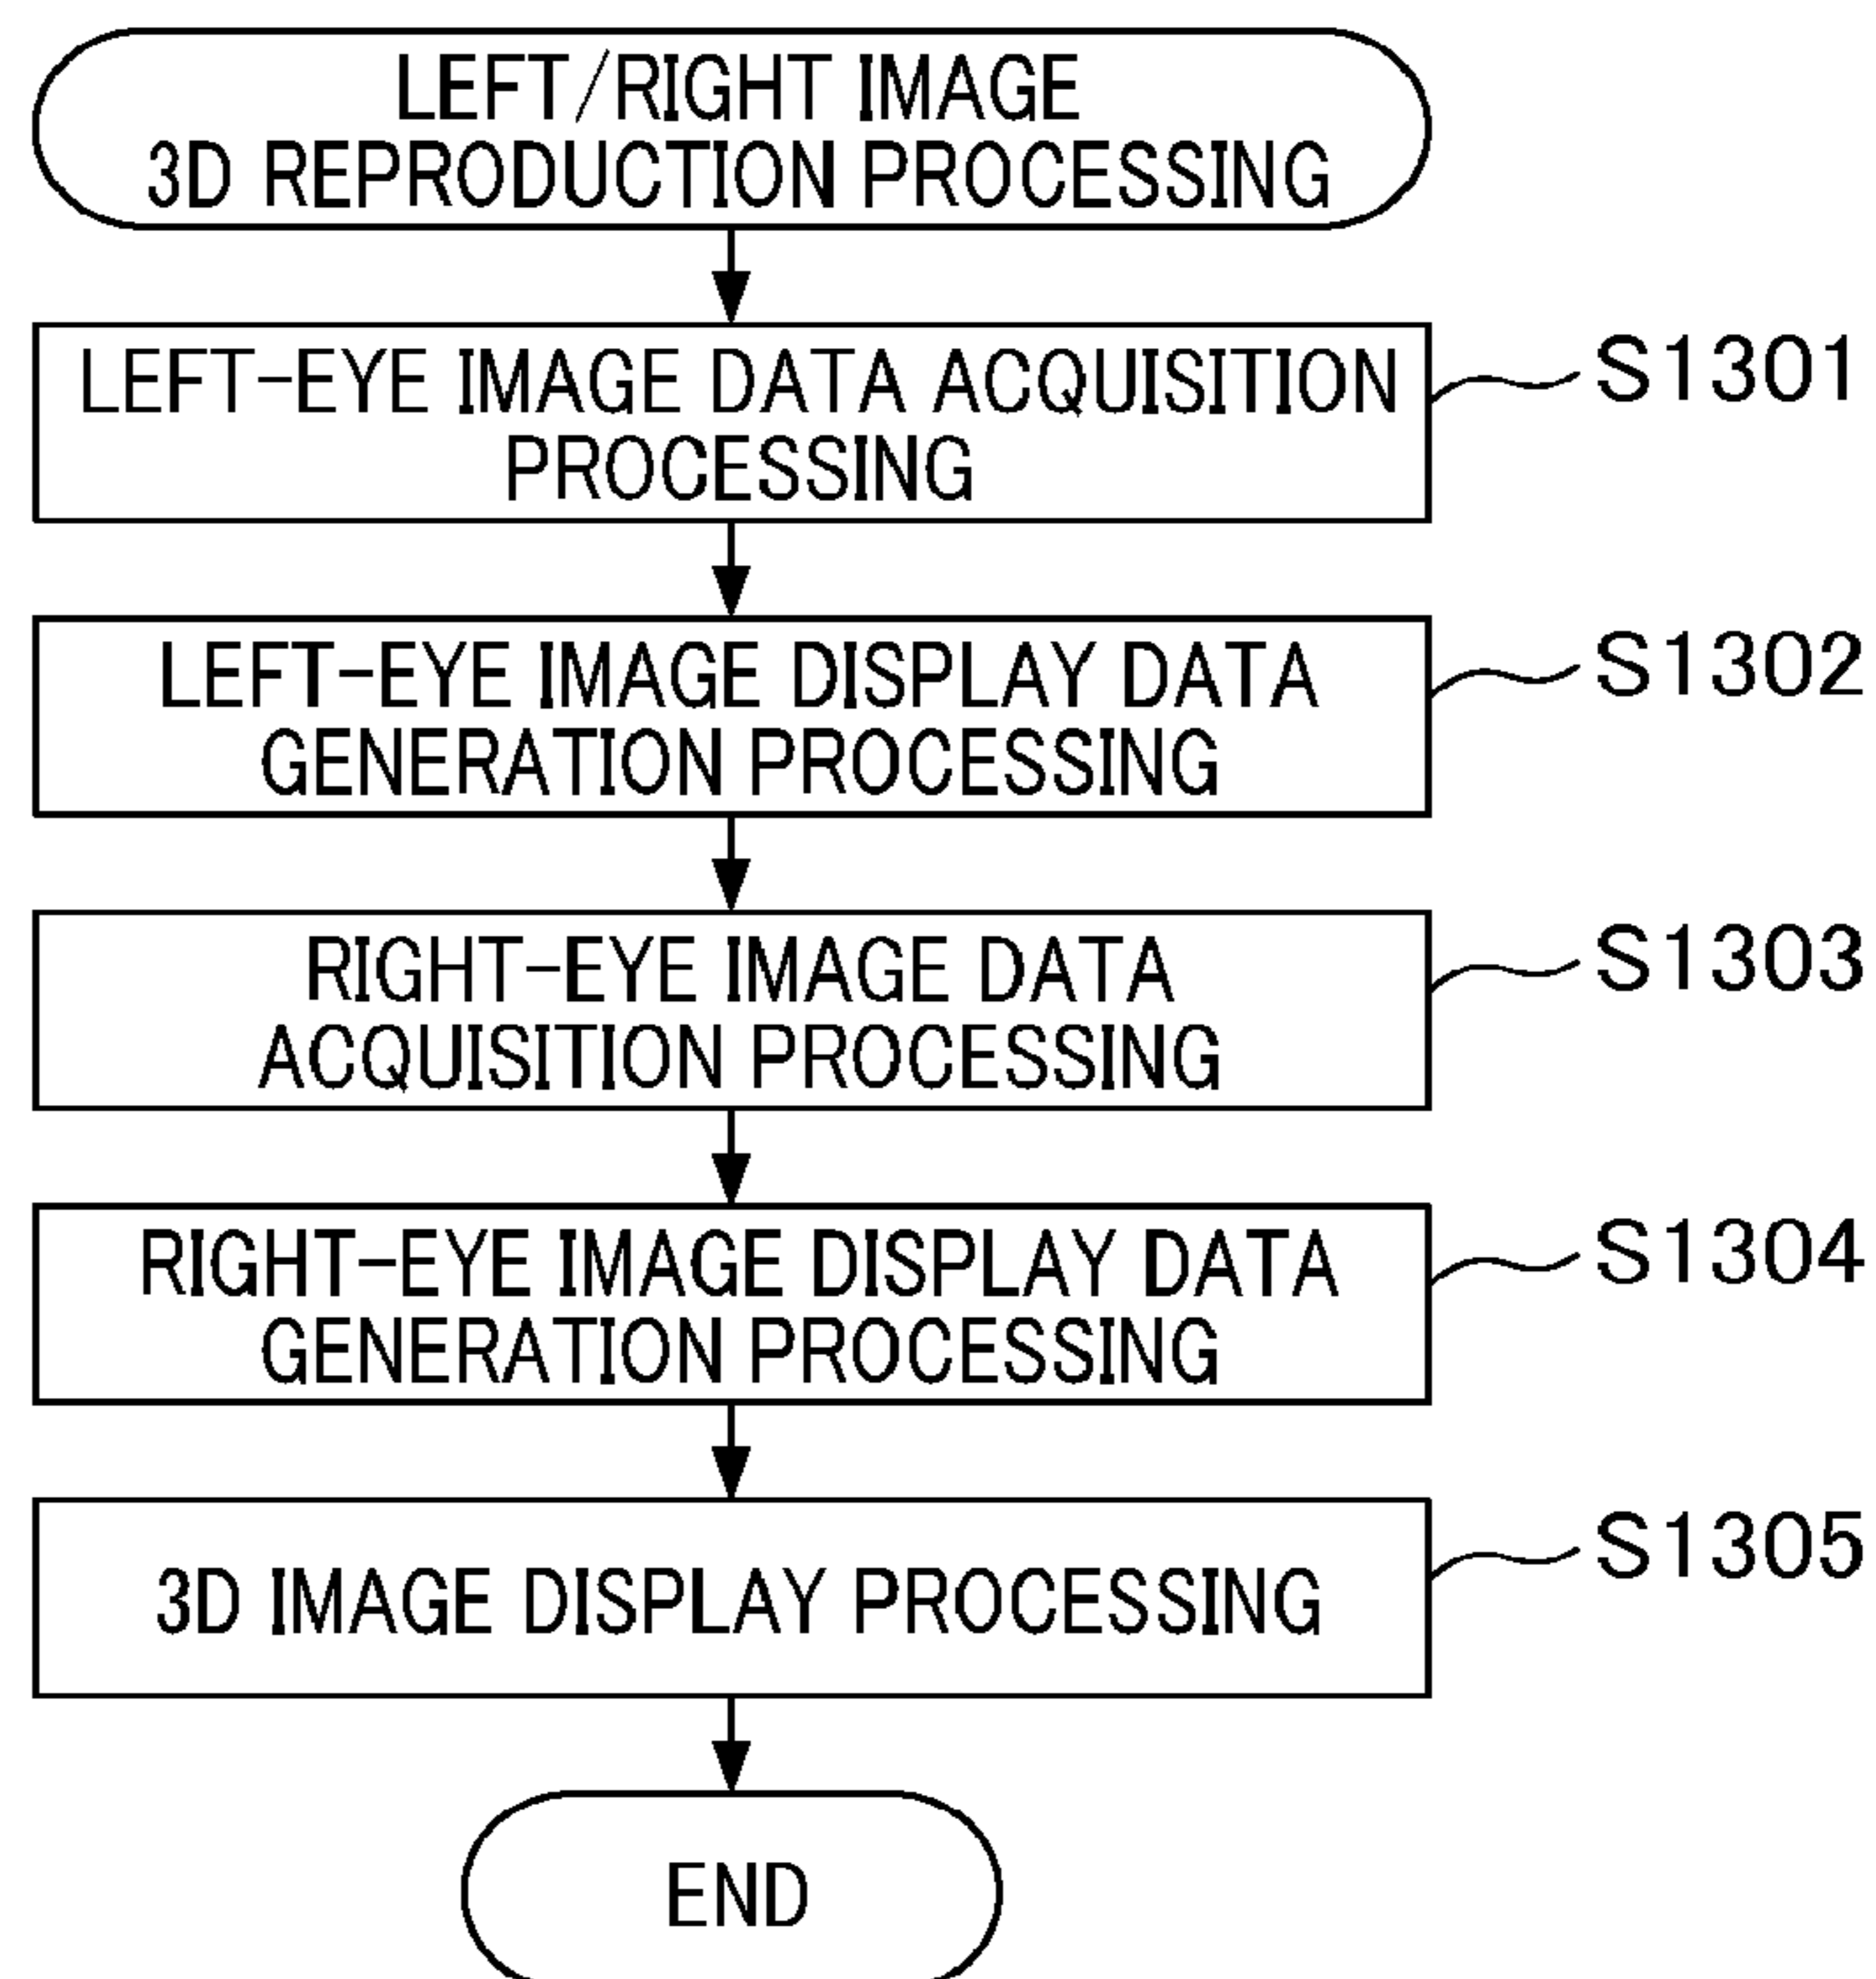 LEFT/RIGHT IMAGE
3D REPRODUCTION PROCESSING
LEFT-EYE IMAGE DATA ACQUISITION
PROCESSING
S1301
LEFT-EYE IMAGE DISPLAY DATA
GENERATION PROCESSING
S1302
RIGHT-EYE IMAGE DATA
ACQUISITION PROCESSING
S1303
RIGHT-EYE IMAGE DISPLAY DATA
GENERATION PROCESSING
S1304
3D IMAGE DISPLAY PROCESSING
S1305
END